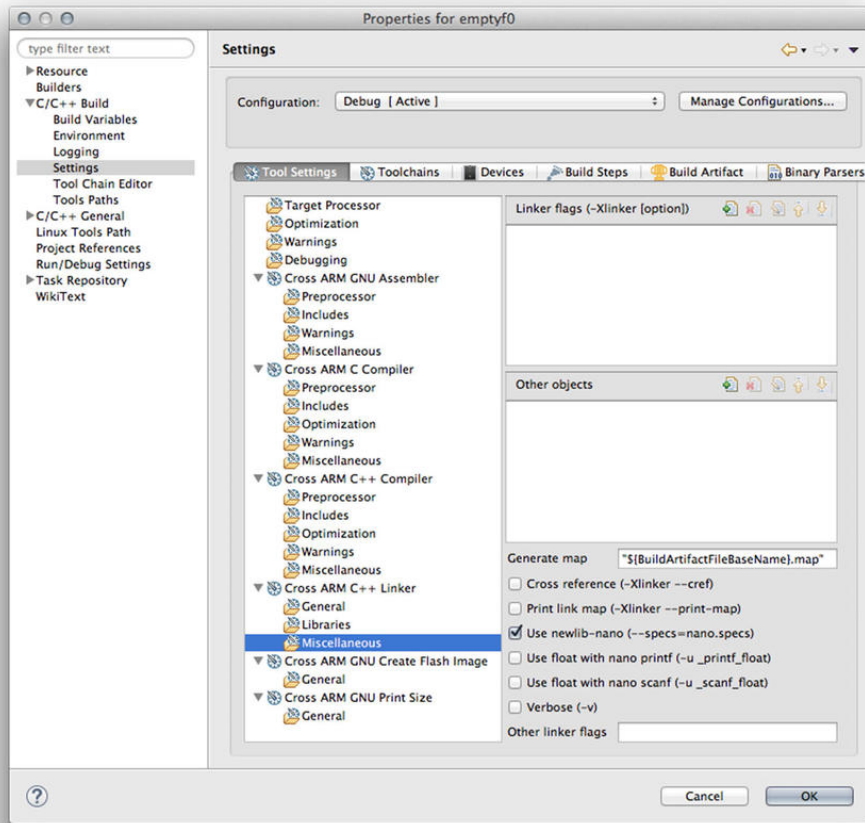 Properties for emptyf0
type filter text
Resource
Builders
C/C++ Build
Build Variables
Environment
Logging
Settings
Tool Chain Editor
Tools Paths
C/C++ General
Linux Tools Path
Project References
Run/Debug Settings
Task Repository
WikiText
Settings
Configuration: Debug [ Active ] Manage Configurations...
Tool Settings Toolchains Devices Build Steps Build Artifact Binary Parsers
Target Processor
Optimization
Warnings
Debugging
Cross ARM GNU Assembler
Preprocessor
Includes
Warnings
Miscellaneous
Cross ARM C Compiler
Preprocessor
Includes
Optimization
Warnings
Miscellaneous
Cross ARM C++ Compiler
Preprocessor
Includes
Optimization
Warnings
Miscellaneous
Cross ARM C++ Linker
General
Libraries
Miscellaneous
Cross ARM GNU Create Flash Image
General
Cross ARM GNU Print Size
General
Linker flags (-Xlinker [option])
Other objects
Generate map "${BuildArtifactFileBaseName}.map"
Cross reference (-Xlinker --cref)
Print link map (-Xlinker --print-map)
Use newlib-nano (--specs=nano.specs)
Use float with nano printf (-u _printf_float)
Use float with nano scanf (-u _scanf_float)
Verbose (-v)
Other linker flags
? Cancel OK